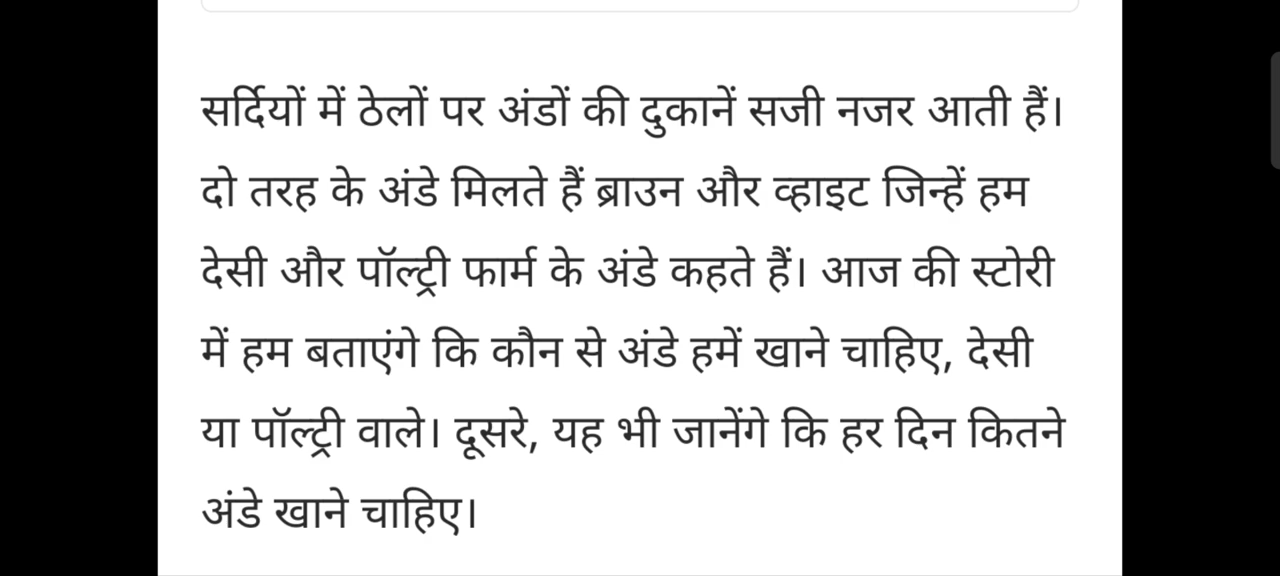 सर्दियों में ठेलों पर अंडों की दुकानें सजी नजर आती हैं।
दो तरह के अंडे मिलते हैं ब्राउन और व्हाइट जिन्हें हम
देसी और पॉल्ट्री फार्म के अंडे कहते हैं। आज की स्टोरी
में हम बताएंगे कि कौन से अंडे हमें खाने चाहिए, देसी
या पॉल्ट्री वाले। दूसरे, यह भी जानेंगे कि हर दिन कितने
अंडे खाने चाहिए।